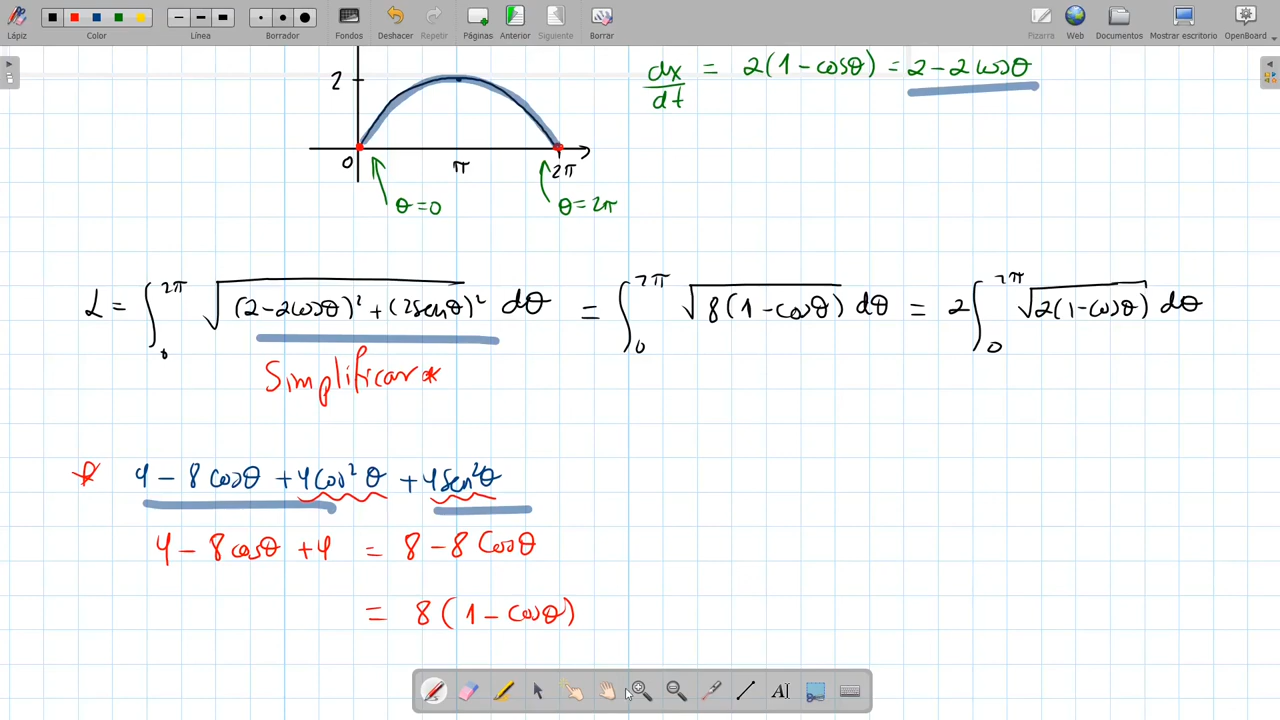 Lápiz Color Línea Borrador Fondos Deshacer Repetir Páginas Anterior Siguiente Borrar Pizarra Web Documentos Mostrar escritorio OpenBoard
dx/dt = 2(1-cosθ) = 2-2cosθ
2
0 π 2π
θ=0 θ=2π
L = ∫₀^2π √((2-2cosθ)²+(2senθ)²) dθ = ∫₀^2π √(8(1-cosθ)) dθ = 2∫₀^2π √(2(1-cosθ)) dθ
Simplificar*
* 4-8cosθ+4cos²θ+4sen²θ
4-8cosθ+4 = 8-8cosθ
= 8(1-cosθ)
AI